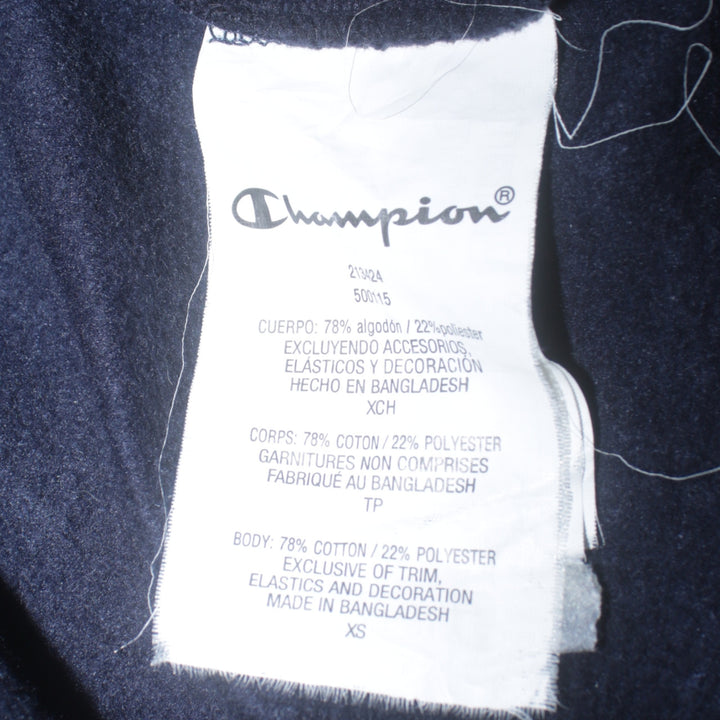 Champion®
213424
500115
CUERPO: 78% algodón / 22% poliester
EXCLUYENDO ACCESORIOS,
ELÁSTICOS Y DECORACIÓN
HECHO EN BANGLADESH
XCH
CORPS: 78% COTON / 22% POLYESTER
GARNITURES NON COMPRISES
FABRIQUÉ AU BANGLADESH
TP
BODY: 78% COTTON / 22% POLYESTER
EXCLUSIVE OF TRIM,
ELASTICS AND DECORATION
MADE IN BANGLADESH
XS